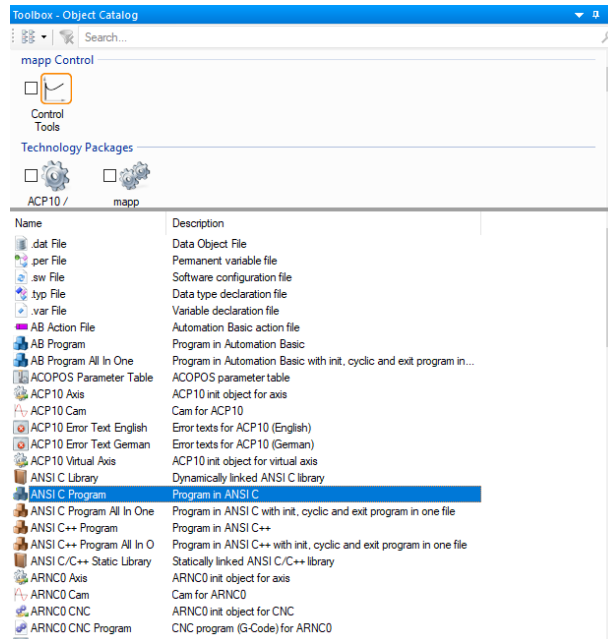 Toolbox - Object Catalog
Search...
mapp Control
Control
Tools
Technology Packages
ACP10 /
mapp
Name Description
.dat File Data Object File
.per File Permanent variable file
.sw File Software configuration file
.typ File Data type declaration file
.var File Variable declaration file
AB Action File Automation Basic action file
AB Program Program in Automation Basic
AB Program All In One Program in Automation Basic with init, cyclic and exit program in...
ACOPOS Parameter Table ACOPOS parameter table
ACP10 Axis ACP10 init object for axis
ACP10 Cam Cam for ACP10
ACP10 Error Text English Error texts for ACP10 (English)
ACP10 Error Text German Error texts for ACP10 (German)
ACP10 Virtual Axis ACP10 init object for virtual axis
ANSI C Library Dynamically linked ANSI C library
ANSI C Program Program in ANSI C
ANSI C Program All In One Program in ANSI C with init, cyclic and exit program in one file
ANSI C++ Program Program in ANSI C++
ANSI C++ Program All In O Program in ANSI C++ with init, cyclic and exit program in one file
ANSI C/C++ Static Library Statically linked ANSI C/C++ library
ARNC0 Axis ARNC0 init object for axis
ARNC0 Cam Cam for ARNC0
ARNC0 CNC ARNC0 init object for CNC
ARNC0 CNC Program CNC program (G-Code) for ARNC0